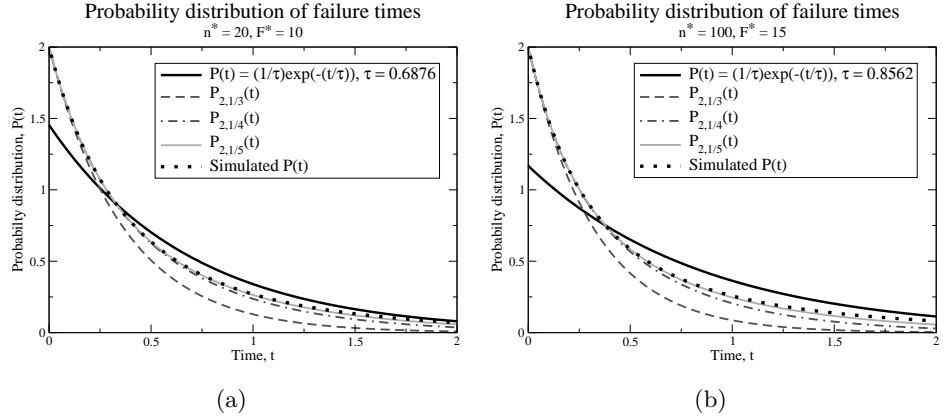 Probability distribution of failure times
n* = 20, F* = 10
2
1.5
1
0.5
0
Probabilty distribution, P(t)
P(t) = (1/τ)exp(-(t/τ)), τ = 0.6876
P2,1/3(t)
P2,1/4(t)
P2,1/5(t)
Simulated P(t)
0 0.5 1 1.5 2
Time, t
(a)
Probability distribution of failure times
n* = 100, F* = 15
2
1.5
1
0.5
0
Probabilty distribution, P(t)
P(t) = (1/τ)exp(-(t/τ)), τ = 0.8562
P2,1/3(t)
P2,1/4(t)
P2,1/5(t)
Simulated P(t)
0 0.5 1 1.5 2
Time, t
(b)